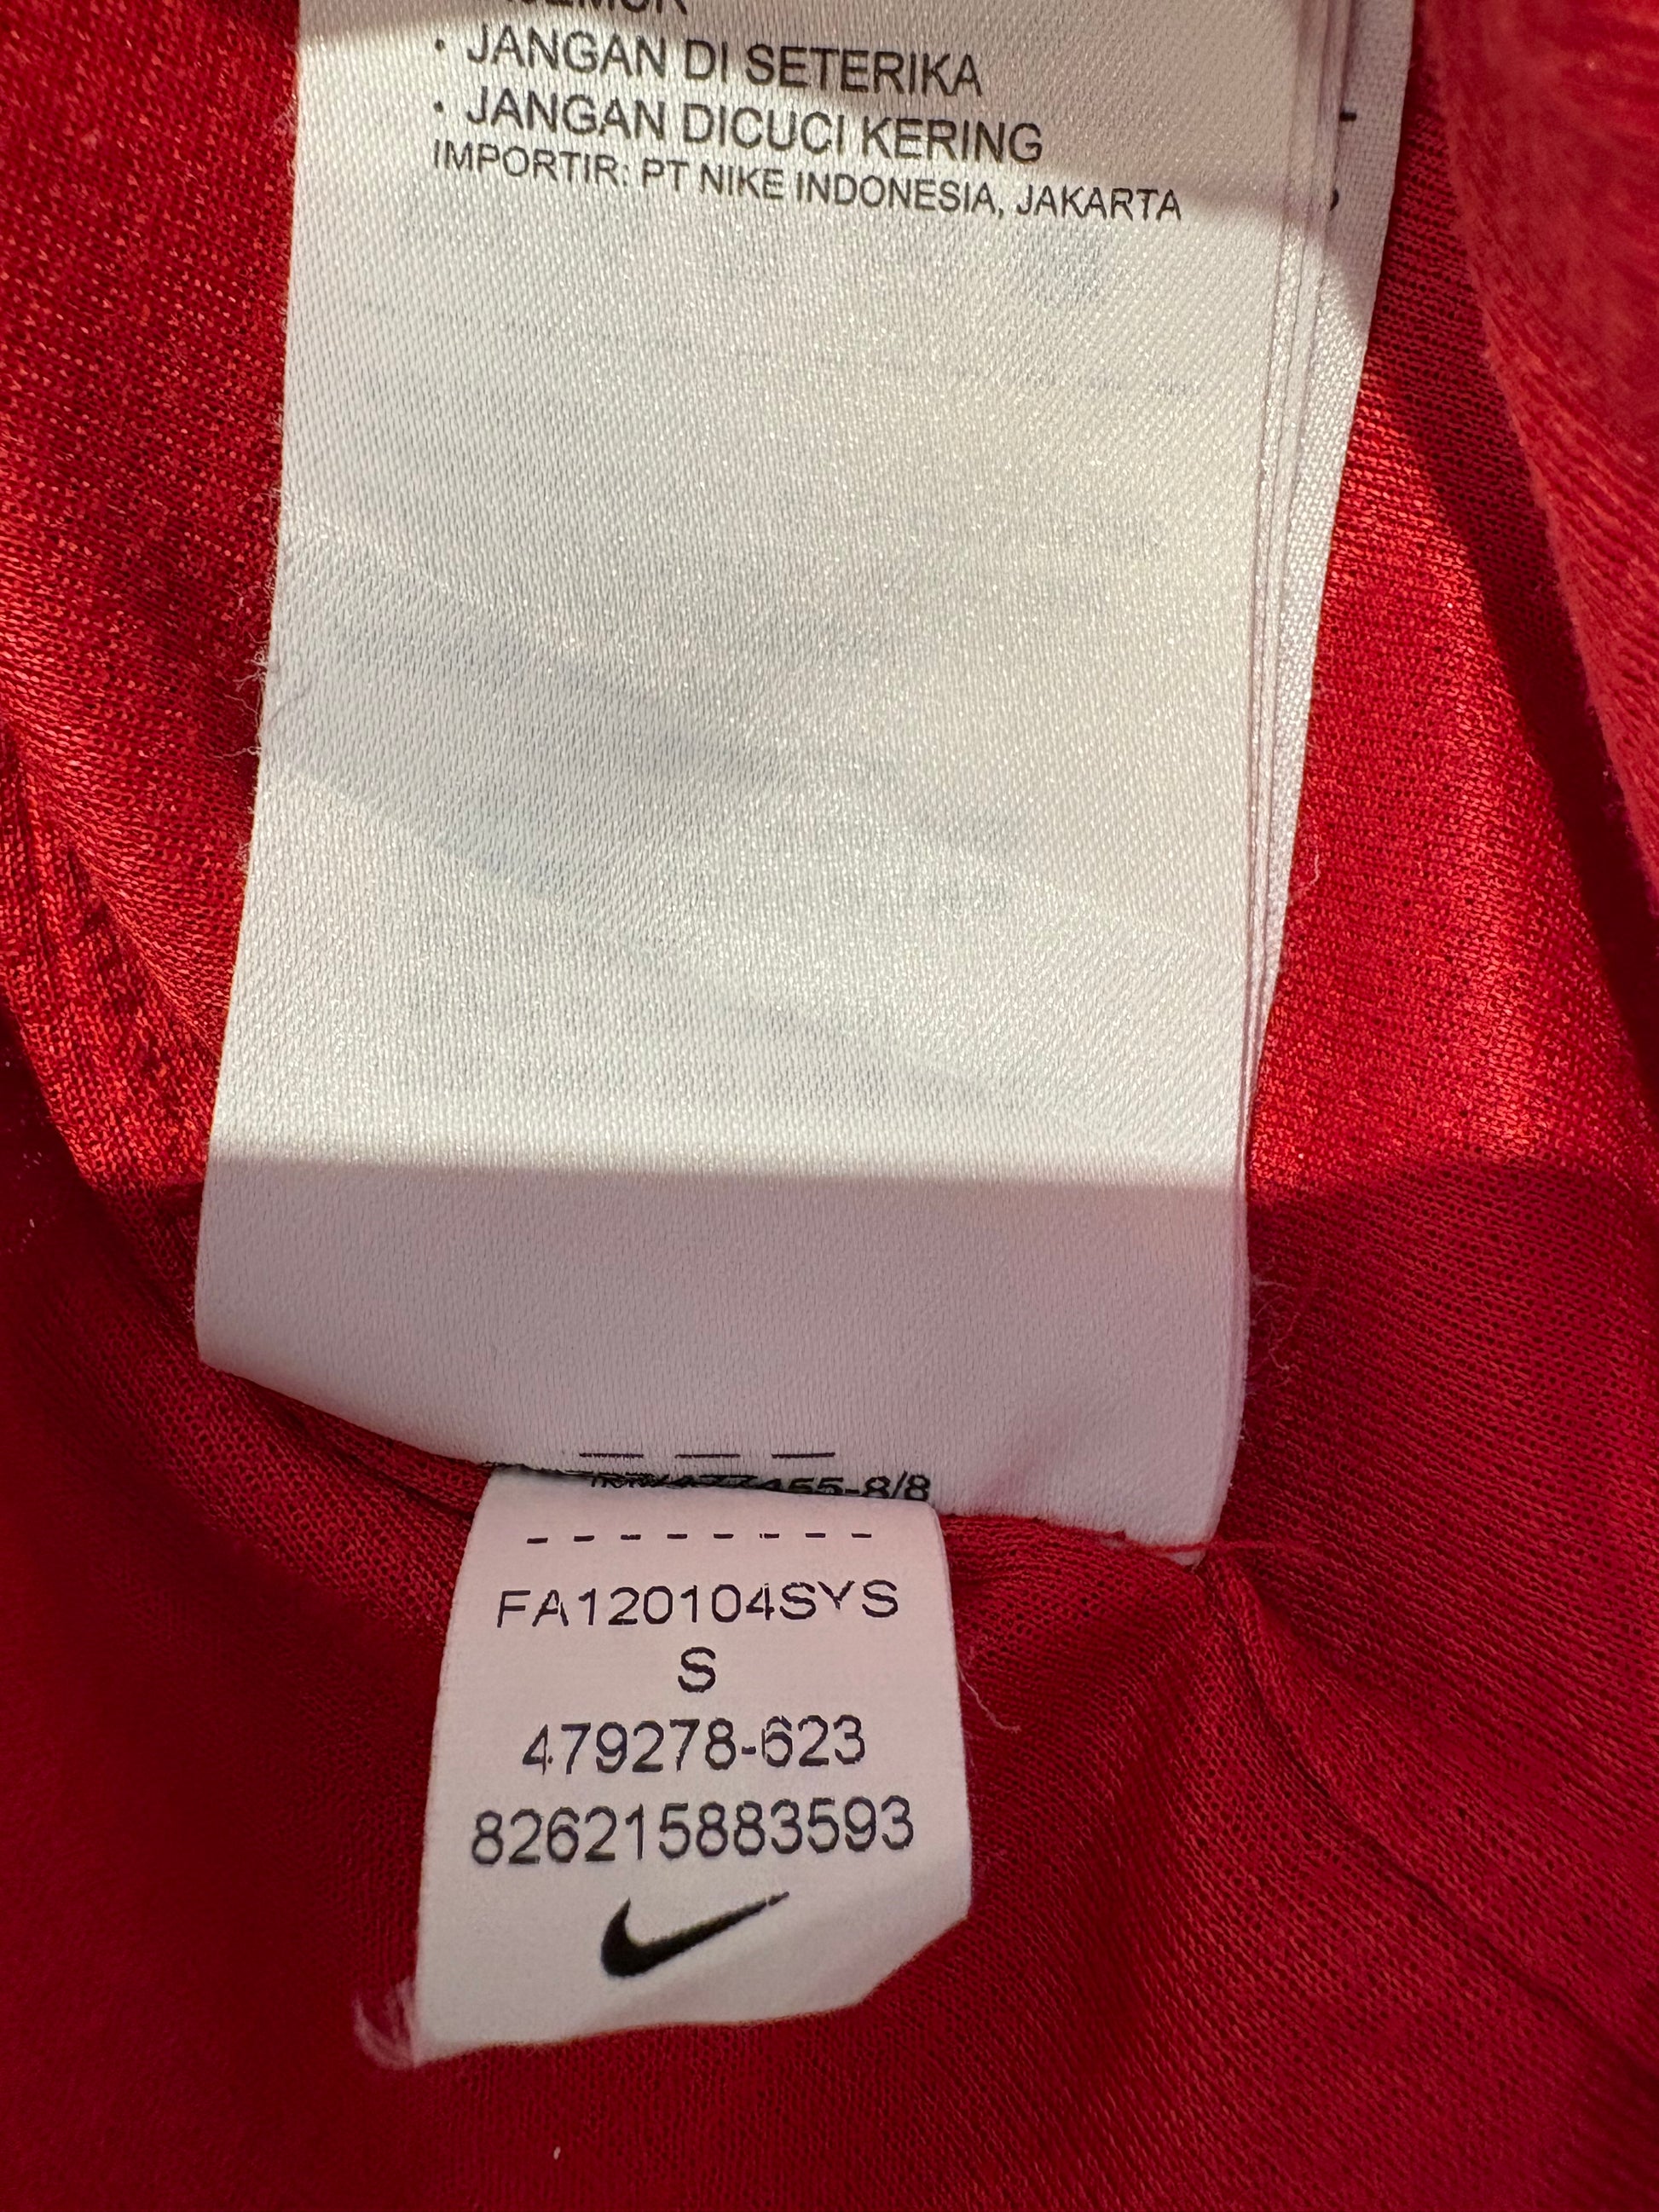 • JANGAN DI SETERIKA
• JANGAN DICUCI KERING
IMPORTIR: PT NIKE INDONESIA, JAKARTA
FA120104SYS
S
479278-623
826215883593